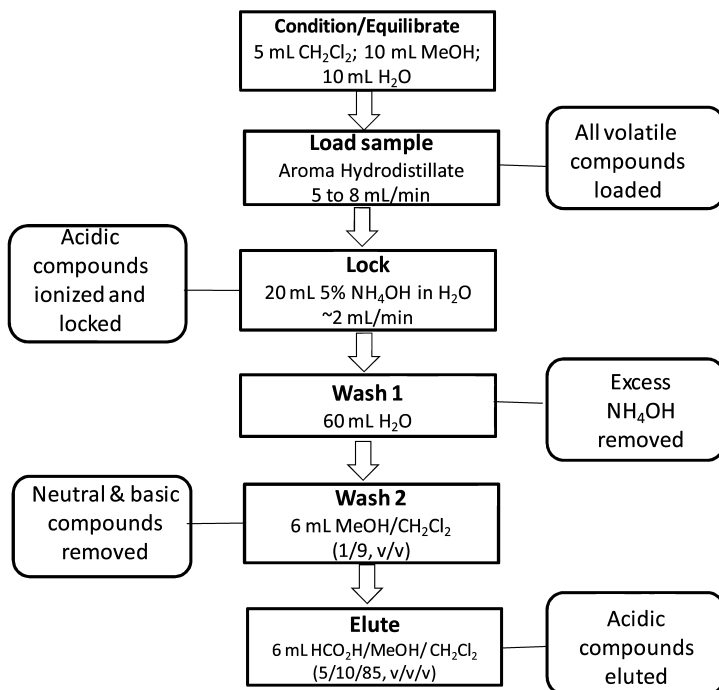 Condition/Equilibrate
5 mL CH₂Cl₂; 10 mL MeOH;
10 mL H₂O
Load sample
Aroma Hydrodistillate
5 to 8 mL/min
All volatile
compounds
loaded
Acidic
compounds
ionized and
locked
Lock
20 mL 5% NH₄OH in H₂O
~2 mL/min
Wash 1
60 mL H₂O
Excess
NH₄OH
removed
Neutral & basic
compounds
removed
Wash 2
6 mL MeOH/CH₂Cl₂
(1/9, v/v)
Elute
6 mL HCO₂H/MeOH/ CH₂Cl₂
(5/10/85, v/v/v)
Acidic
compounds
eluted